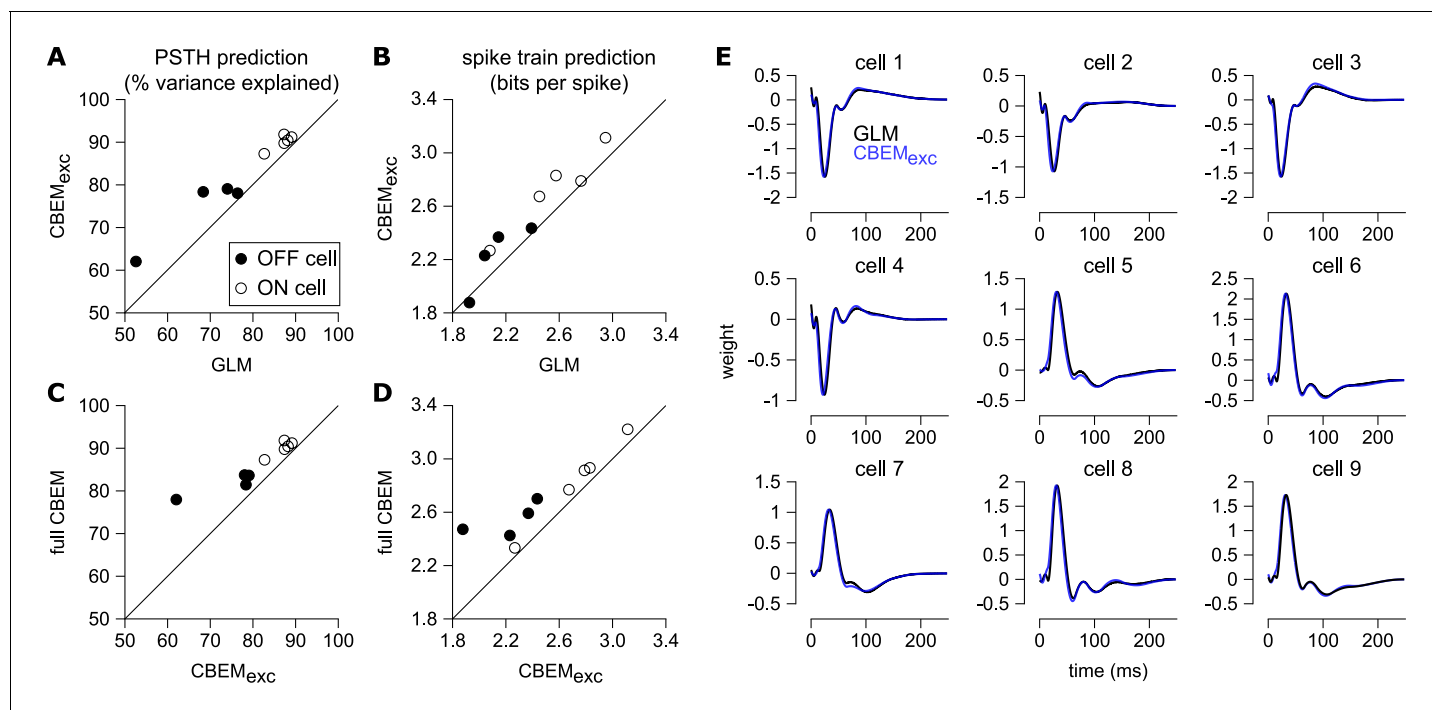 A
PSTH prediction
(% variance explained)
100
90
80
70
60
50
50 60 70 80 90 100
CBEMexc
GLM
OFF cell
ON cell
B
spike train prediction
(bits per spike)
3.4
3.0
2.6
2.2
1.8
1.8 2.2 2.6 3.0 3.4
CBEMexc
GLM
C
100
90
80
70
60
50
50 60 70 80 90 100
full CBEM
CBEMexc
D
3.4
3.0
2.6
2.2
1.8
1.8 2.2 2.6 3.0 3.4
full CBEM
CBEMexc
E
cell 1
0.5
0
-0.5
-1
-1.5
-2
0 100 200
GLM
CBEMexc
cell 2
0.5
0
-0.5
-1
-1.5
0 100 200
cell 3
0.5
0
-0.5
-1
-1.5
-2
0 100 200
cell 4
0.5
0
-0.5
-1
0 100 200
weight
cell 5
1.5
1
0.5
0
-0.5
0 100 200
cell 6
2.5
2
1.5
1
0.5
0
-0.5
0 100 200
cell 7
1.5
1
0.5
0
-0.5
0 100 200
cell 8
2
1.5
1
0.5
0
-0.5
0 100 200
time (ms)
cell 9
2
1.5
1
0.5
0
-0.5
0 100 200